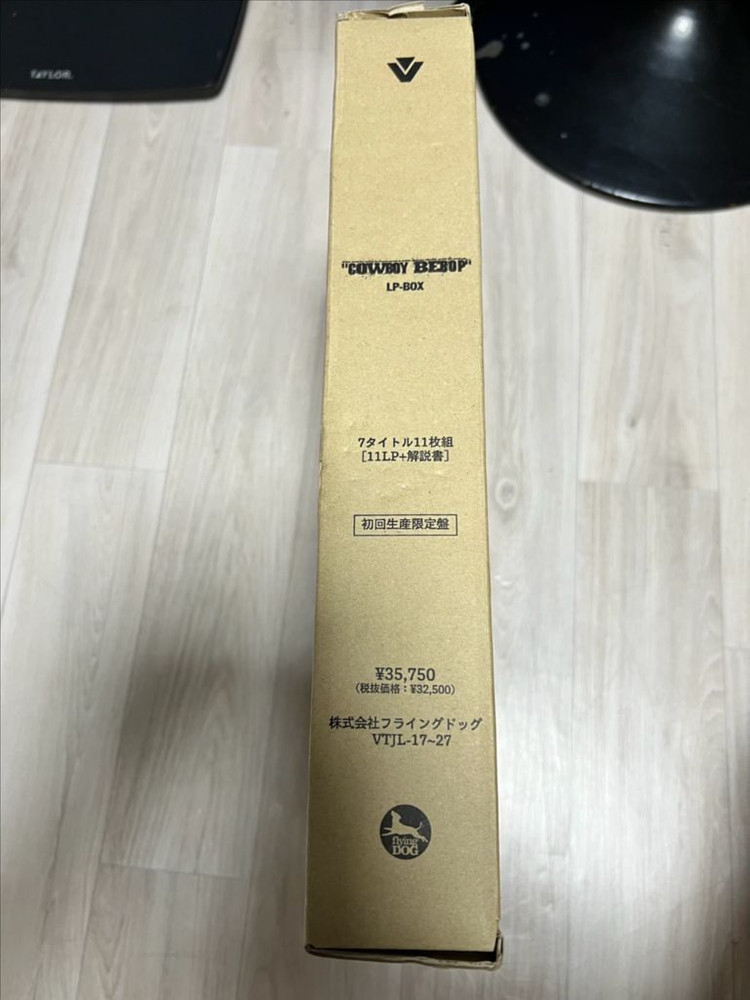 TAYLOR
"COWBOY BEBOP"
LP-BOX
7タイトル11枚組
[11LP+解説書]
初回生産限定盤
¥35,750
(税抜価格：¥32,500)
株式会社フライングドッグ
VTJL-17~27
flying
DOG